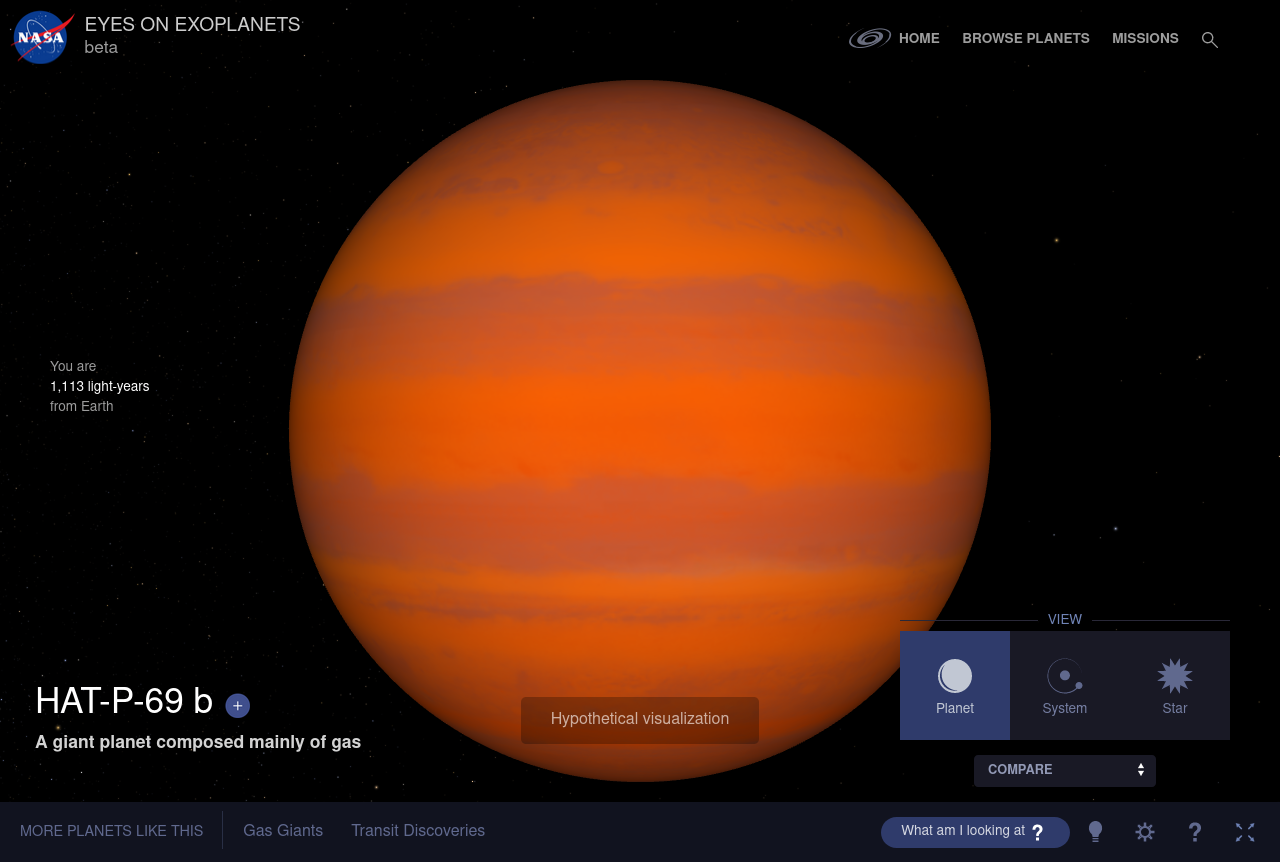 NASA
EYES ON EXOPLANETS
beta
HOME
BROWSE PLANETS
MISSIONS
You are
1,113 light-years
from Earth
VIEW
Planet
System
Star
HAT-P-69 b +
A giant planet composed mainly of gas
Hypothetical visualization
COMPARE
MORE PLANETS LIKE THIS
Gas Giants
Transit Discoveries
What am I looking at ?
?